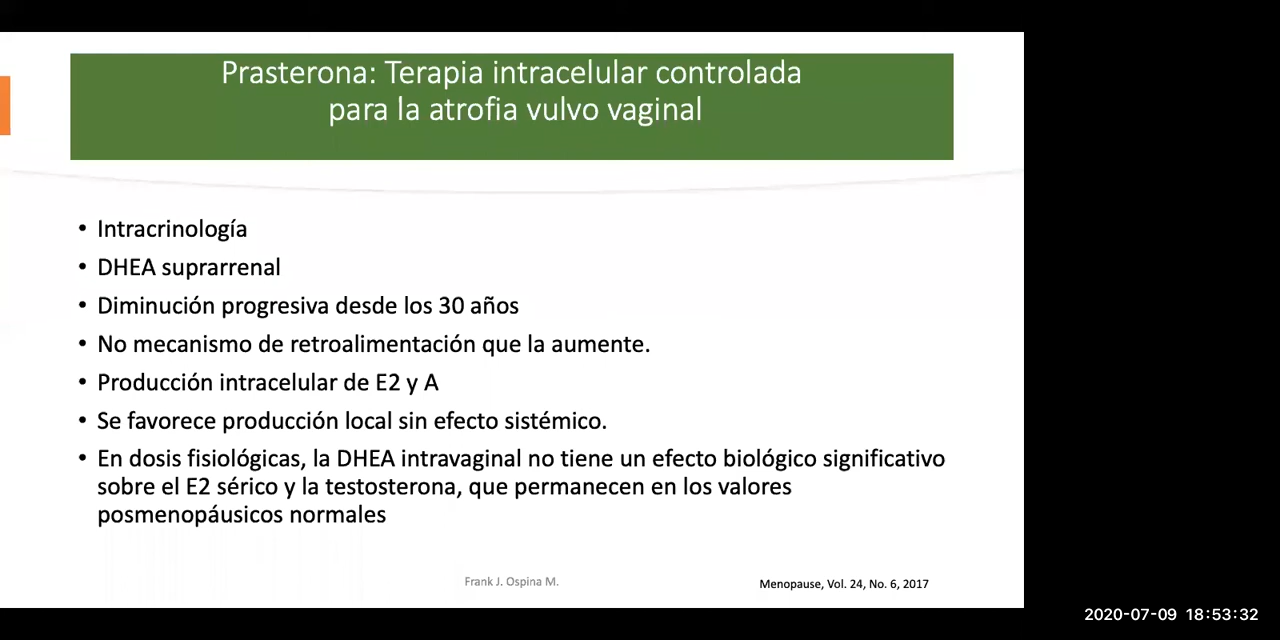 Prasterona: Terapia intracelular controlada
para la atrofia vulvo vaginal
• Intracrinología
• DHEA suprarrenal
• Diminución progresiva desde los 30 años
• No mecanismo de retroalimentación que la aumente.
• Producción intracelular de E2 y A
• Se favorece producción local sin efecto sistémico.
• En dosis fisiológicas, la DHEA intravaginal no tiene un efecto biológico significativo
sobre el E2 sérico y la testosterona, que permanecen en los valores
posmenopáusicos normales
Frank J. Ospina M.
Menopause, Vol. 24, No. 6, 2017
2020-07-09 18:53:32